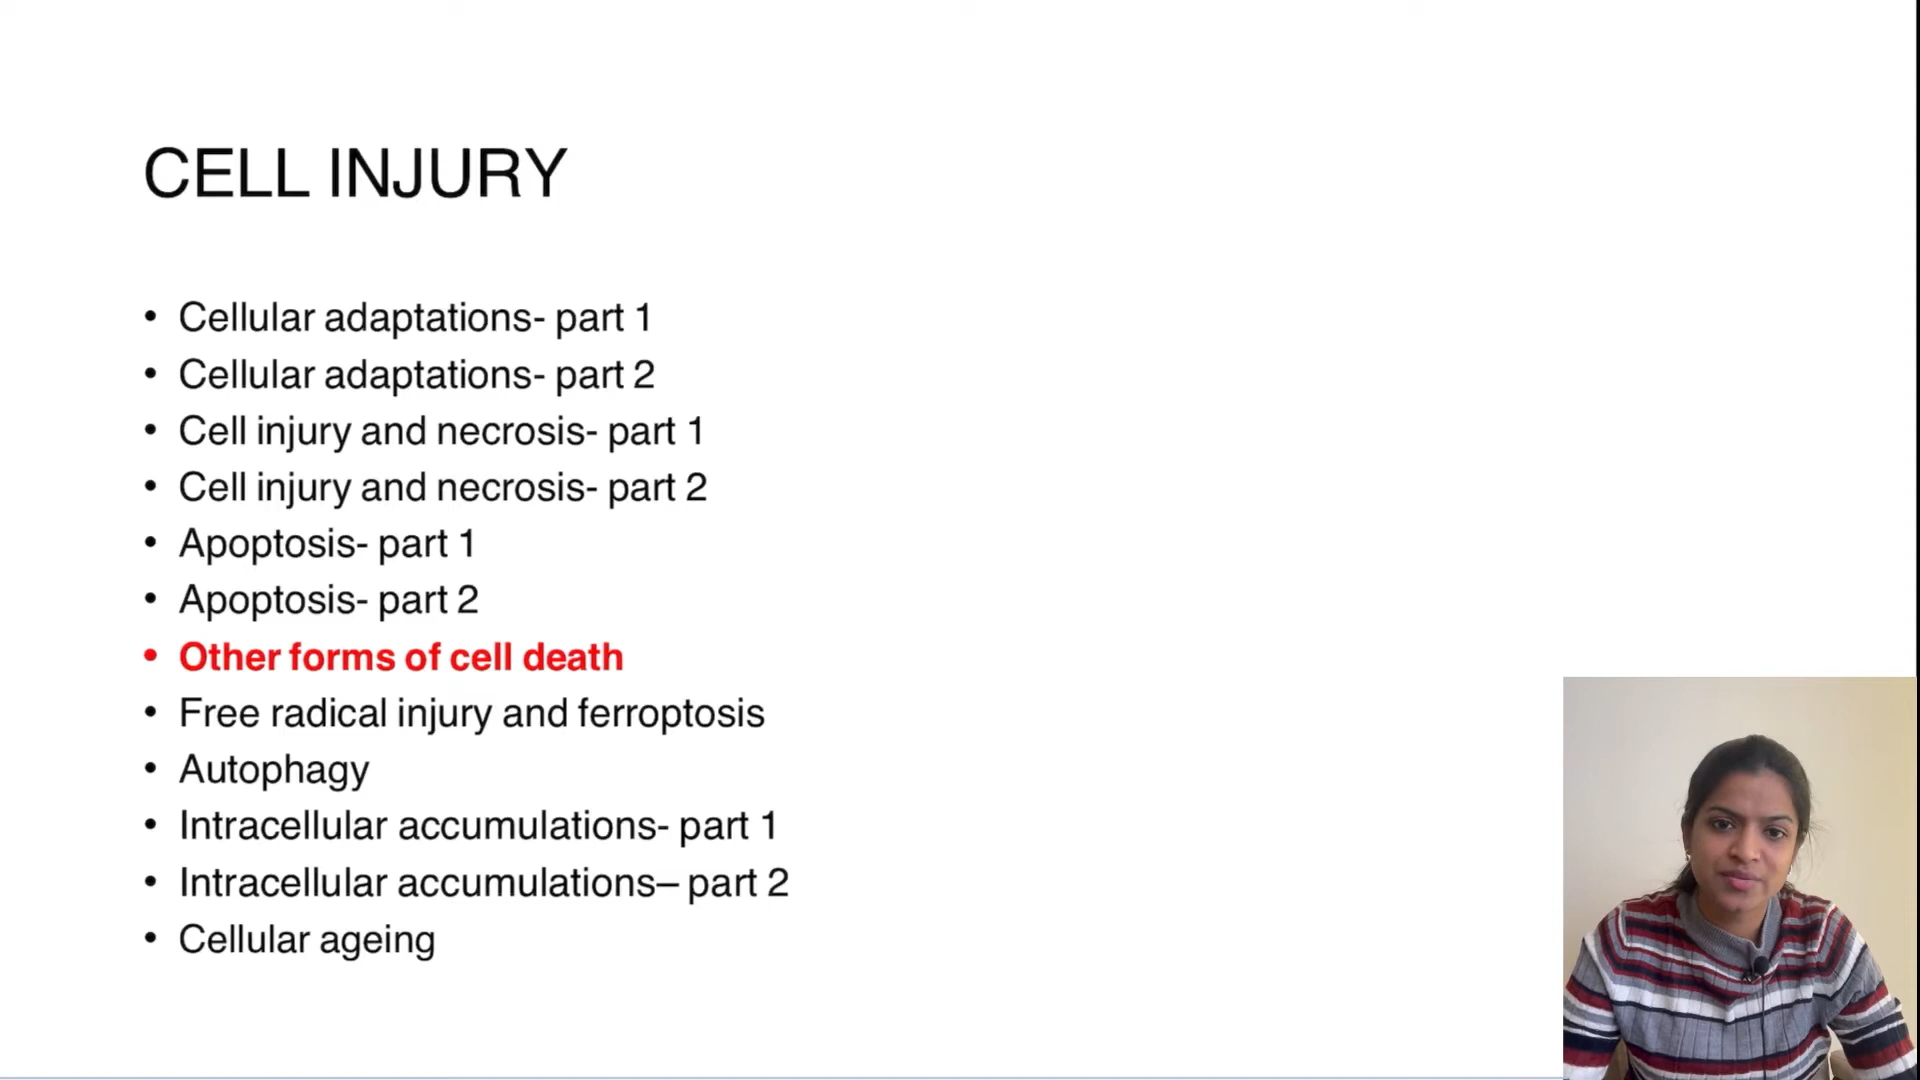 CELL INJURY
• Cellular adaptations- part 1
• Cellular adaptations- part 2
• Cell injury and necrosis- part 1
• Cell injury and necrosis- part 2
• Apoptosis- part 1
• Apoptosis- part 2
• Other forms of cell death
• Free radical injury and ferroptosis
• Autophagy
• Intracellular accumulations- part 1
• Intracellular accumulations– part 2
• Cellular ageing